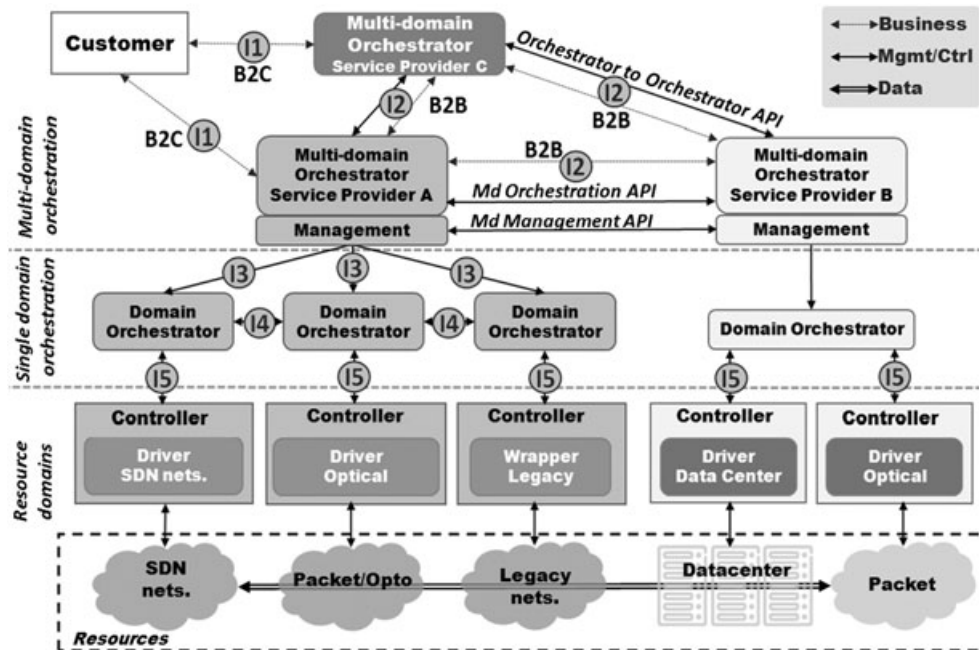 Customer
I1
B2C
Multi-domain
Orchestrator
Service Provider C
Orchestrator to Orchestrator API
Business
Mgmt/Ctrl
Data
I2
B2B
I2
B2B
B2C
I1
Multi-domain
orchestration
Multi-domain
Orchestrator
Service Provider A
Management
B2B
I2
Md Orchestration API
Md Management API
Multi-domain
Orchestrator
Service Provider B
Management
Single domain
orchestration
I3
I3
I3
Domain
Orchestrator
I4
Domain
Orchestrator
I4
Domain
Orchestrator
Domain Orchestrator
I5
I5
I5
I5
I5
Resource
domains
Controller
Driver
SDN nets.
Controller
Driver
Optical
Controller
Wrapper
Legacy
Controller
Driver
Data Center
Controller
Driver
Optical
SDN
nets.
Packet/Opto
Legacy
nets.
Datacenter
Packet
Resources